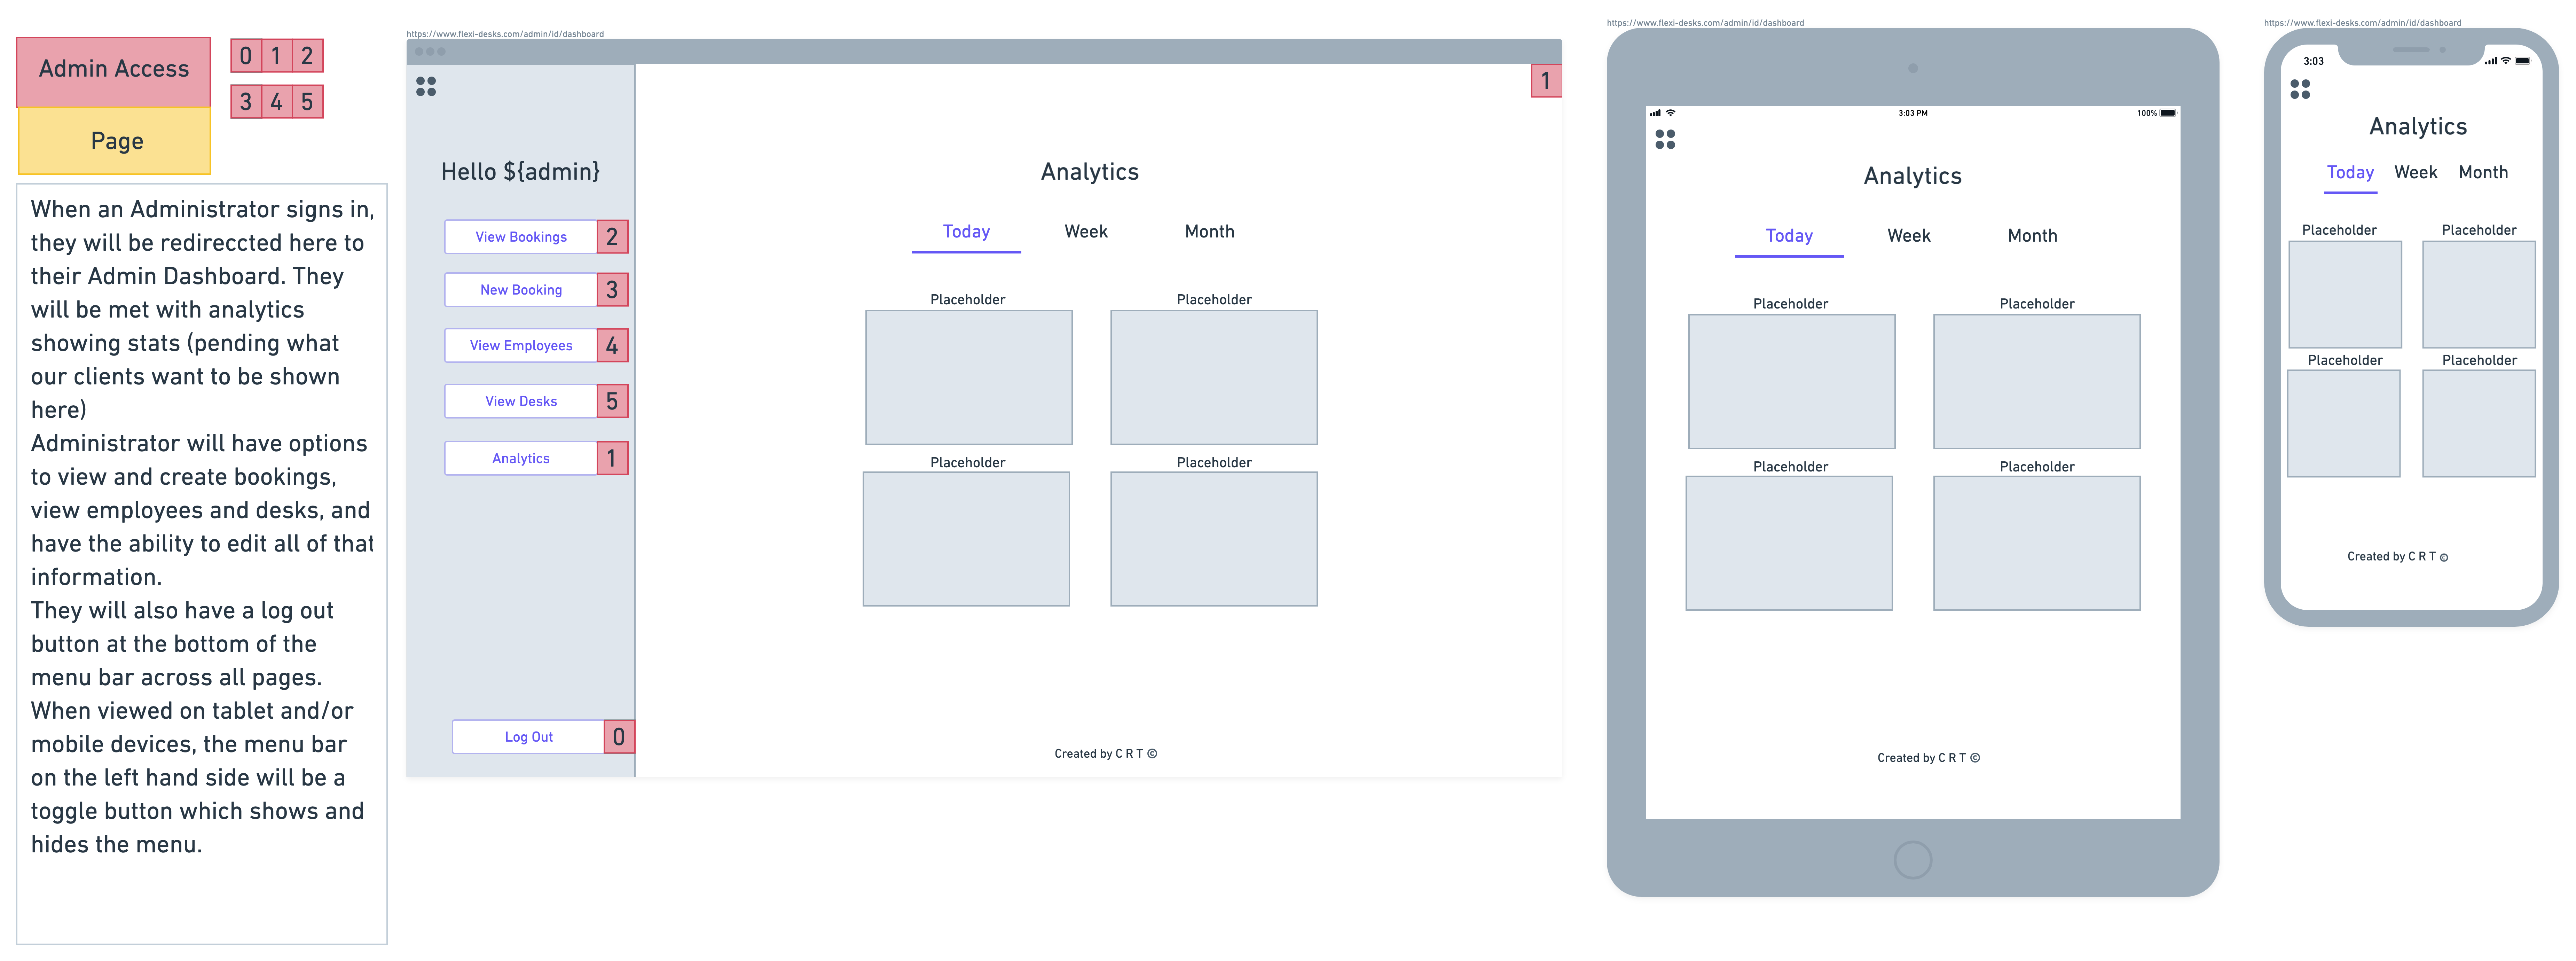 Admin Access
0 1 2
3 4 5
Page
When an Administrator signs in,
they will be redireccted here to
their Admin Dashboard. They
will be met with analytics
showing stats (pending what
our clients want to be shown
here)
Administrator will have options
to view and create bookings,
view employees and desks, and
have the ability to edit all of that
information.
They will also have a log out
button at the bottom of the
menu bar across all pages.
When viewed on tablet and/or
mobile devices, the menu bar
on the left hand side will be a
toggle button which shows and
hides the menu.
https://www.flexi-desks.com/admin/id/dashboard
1
Hello ${admin}
View Bookings 2
New Booking 3
View Employees 4
View Desks 5
Analytics 1
Log Out 0
Analytics
Today Week Month
Placeholder Placeholder
Placeholder Placeholder
Created by C R T ©
https://www.flexi-desks.com/admin/id/dashboard
3:03 PM 100%
Analytics
Today Week Month
Placeholder Placeholder
Placeholder Placeholder
Created by C R T ©
https://www.flexi-desks.com/admin/id/dashboard
3:03
Analytics
Today Week Month
Placeholder Placeholder
Placeholder Placeholder
Created by C R T ©